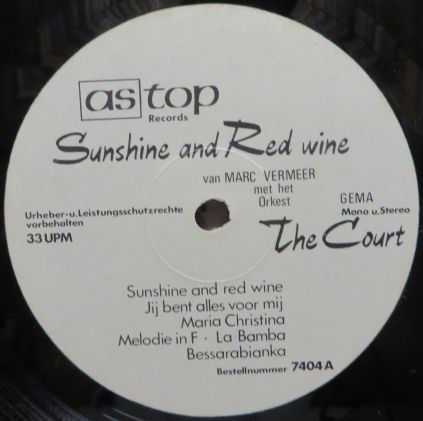 as top
Records
Sunshine and Red wine
van MARC VERMEER
met het
Orkest
GEMA
Mono u. Stereo
Urheber-u. Leistungsschutzrechte
vorbehalten
33 UPM
The Court
Sunshine and red wine
Jij bent alles voor mij
Maria Christina
Melodie in F · La Bamba
Bessarabianka
Bestellnummer 7404 A